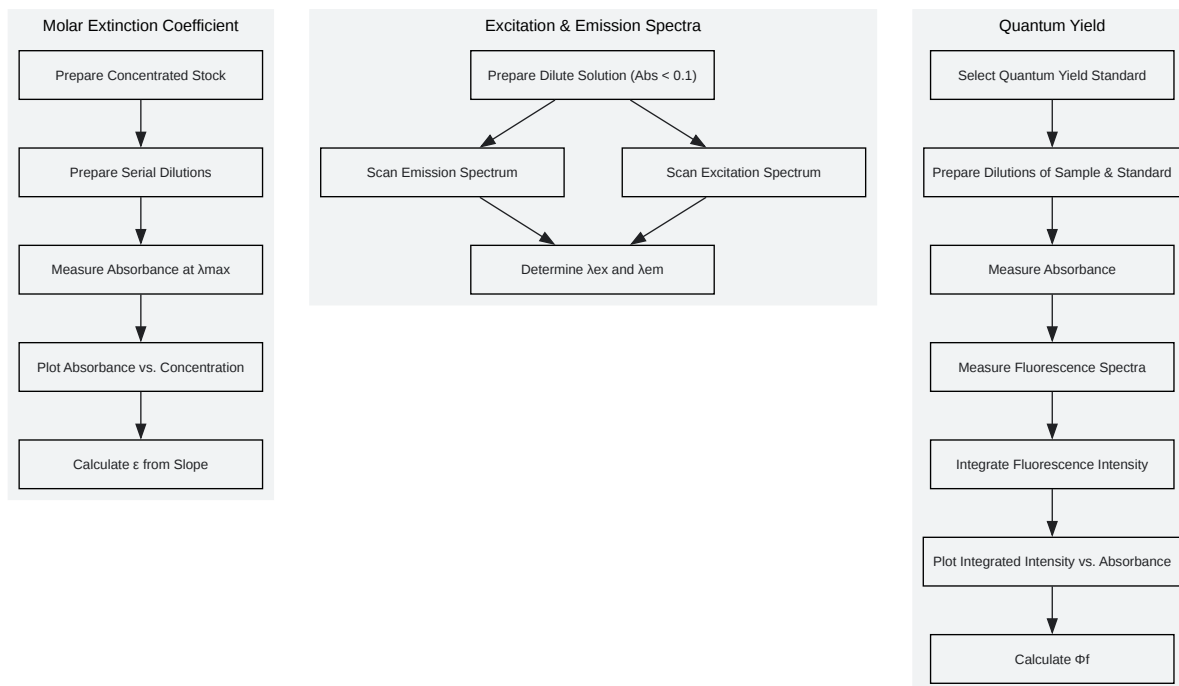 Molar Extinction Coefficient
Prepare Concentrated Stock
Prepare Serial Dilutions
Measure Absorbance at λmax
Plot Absorbance vs. Concentration
Calculate ε from Slope
Excitation & Emission Spectra
Prepare Dilute Solution (Abs < 0.1)
Scan Emission Spectrum
Scan Excitation Spectrum
Determine λex and λem
Quantum Yield
Select Quantum Yield Standard
Prepare Dilutions of Sample & Standard
Measure Absorbance
Measure Fluorescence Spectra
Integrate Fluorescence Intensity
Plot Integrated Intensity vs. Absorbance
Calculate Φf